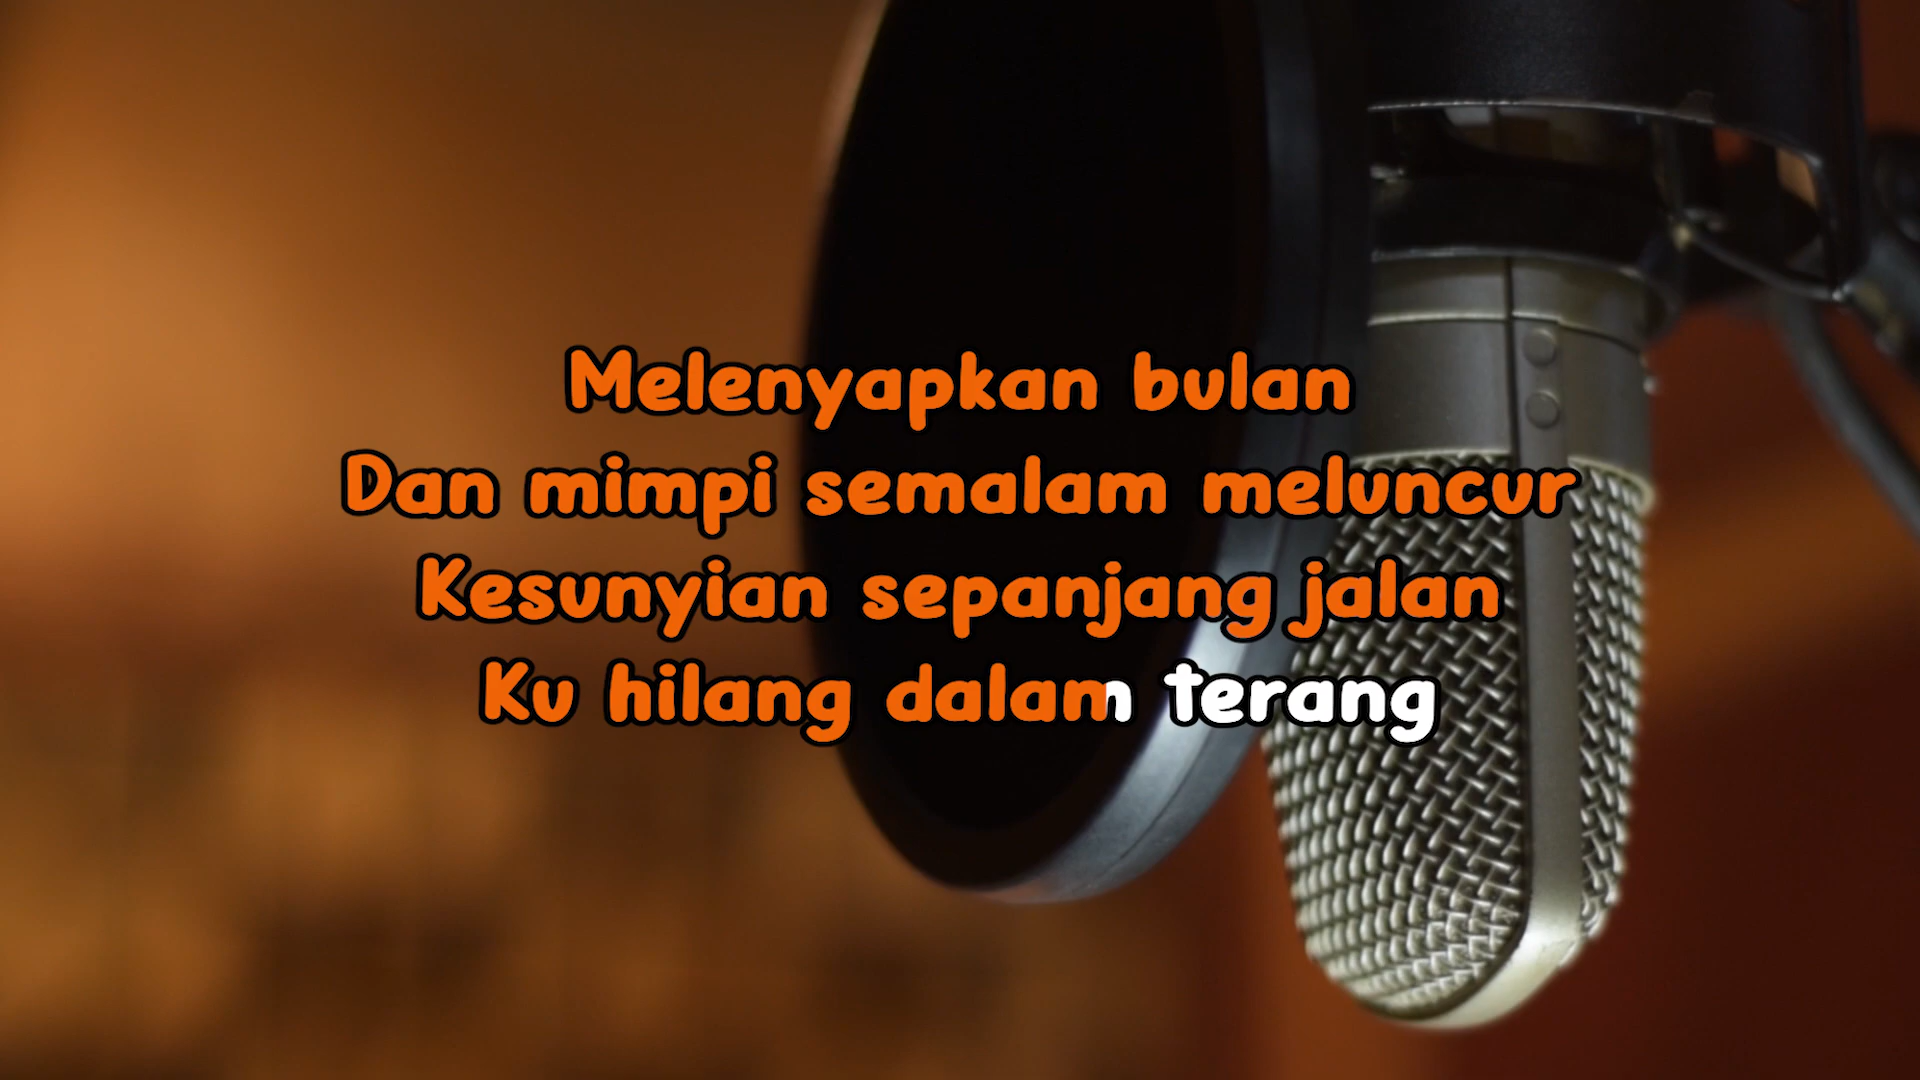 Melenyapkan bulan
Dan mimpi semalam meluncur
Kesunyian sepanjang jalan
Ku hilang dalam terang